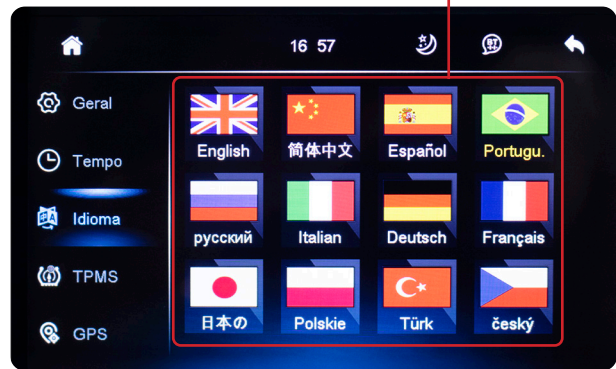 16 57
BT
Geral
Tempo
Idioma
TPMS
GPS
English
简体中文
Español
Portugu.
русский
Italian
Deutsch
Français
日本の
Polskie
Türk
český